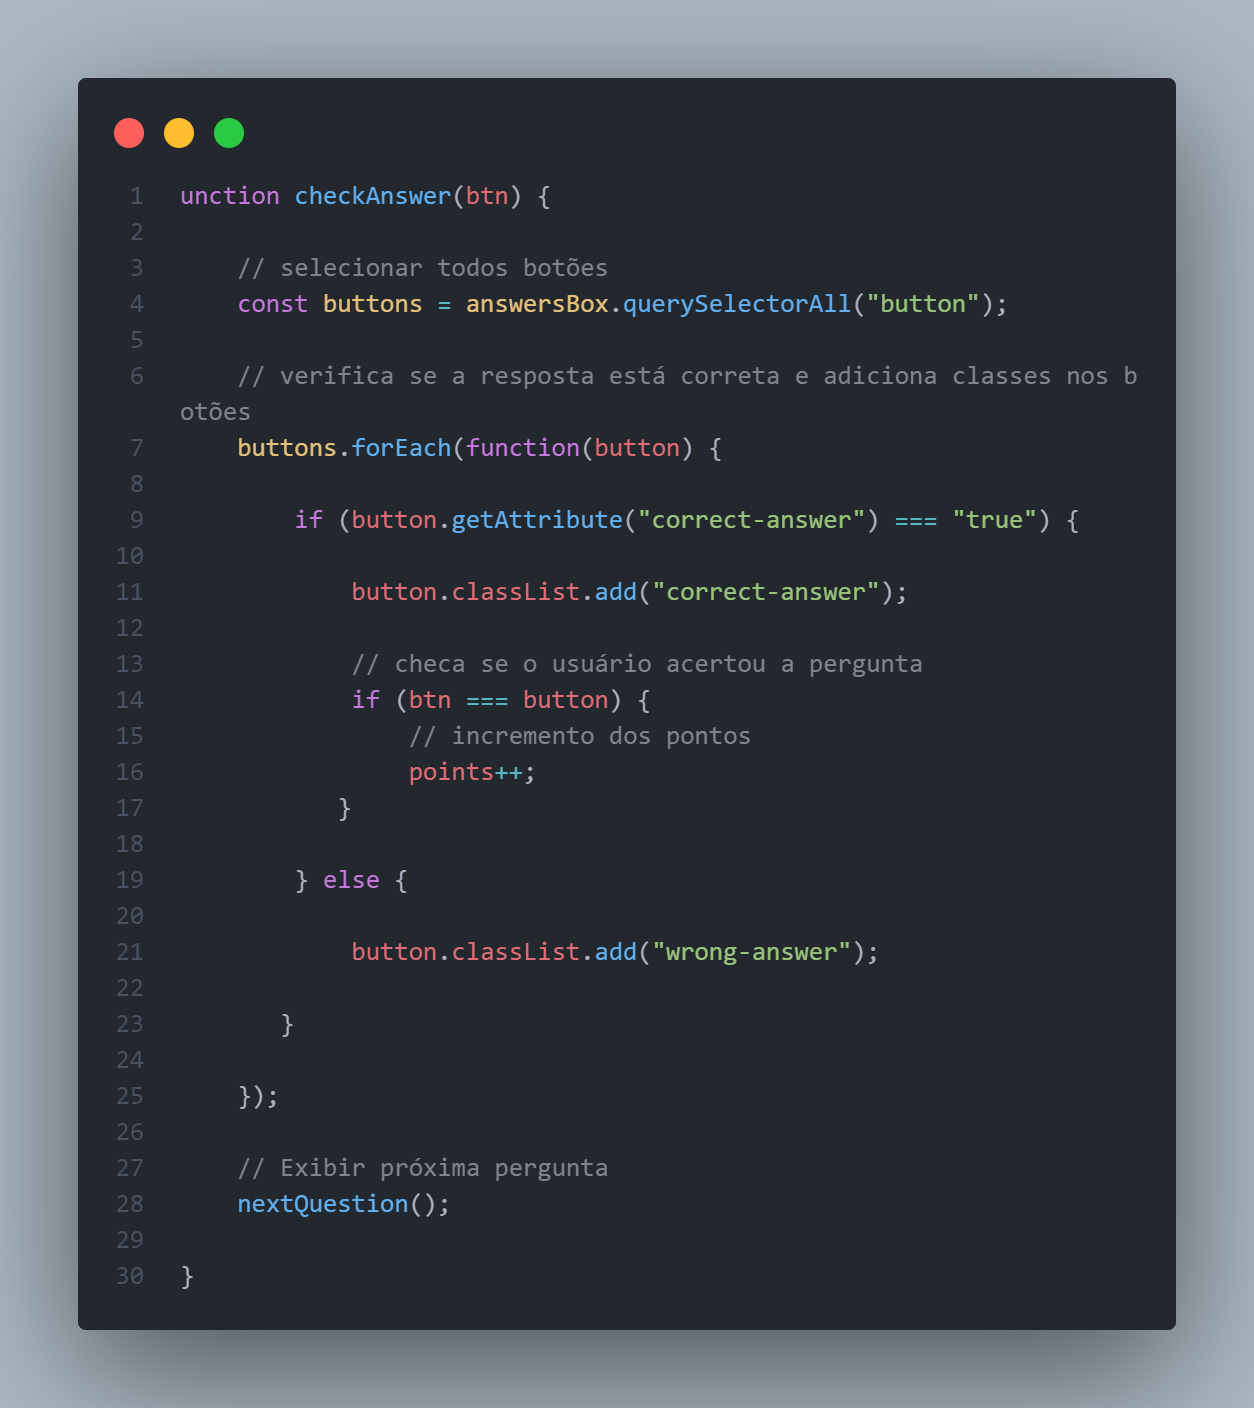 1 unction checkAnswer(btn) {
2
3     // selecionar todos botões
4     const buttons = answersBox.querySelectorAll("button");
5
6     // verifica se a resposta está correta e adiciona classes nos b
otões
7     buttons.forEach(function(button) {
8
9         if (button.getAttribute("correct-answer") === "true") {
10
11             button.classList.add("correct-answer");
12
13             // checa se o usuário acertou a pergunta
14             if (btn === button) {
15                 // incremento dos pontos
16                 points++;
17            }
18
19         } else {
20
21             button.classList.add("wrong-answer");
22
23        }
24
25     });
26
27     // Exibir próxima pergunta
28     nextQuestion();
29
30 }